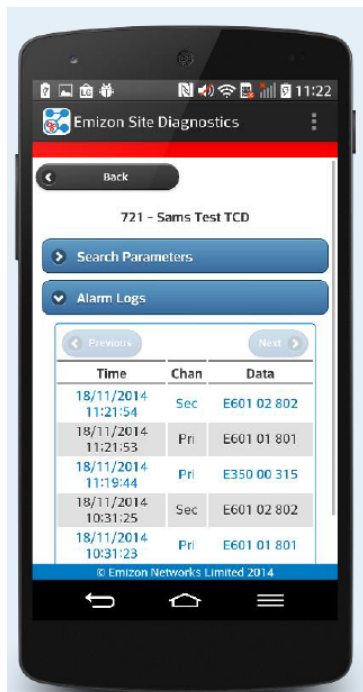 11:22
Emizon Site Diagnostics
Back
721 - Sams Test TCD
Search Parameters
Alarm Logs
Previous Next
Time Chan Data
18/11/2014
11:21:54 Sec E601 02 802
18/11/2014
11:21:53 Pri E601 01 801
18/11/2014
11:19:44 Pri E350 00 315
18/11/2014
10:31:25 Sec E601 02 802
18/11/2014
10:31:23 Pri E601 01 801
© Emizon Networks Limited 2014